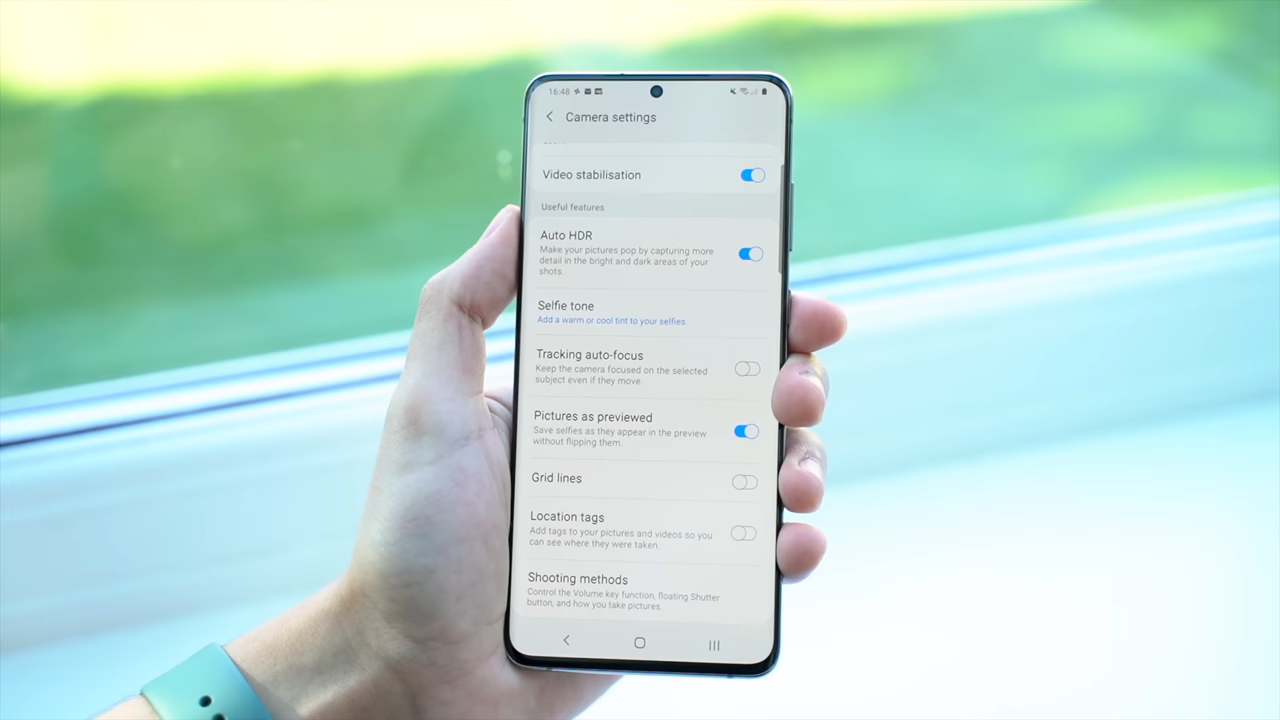 16:48
Camera settings
Video stabilisation
Useful features
Auto HDR
Make your pictures pop by capturing more
detail in the bright and dark areas of your
shots.
Selfie tone
Add a warm or cool tint to your selfies.
Tracking auto-focus
Keep the camera focused on the selected
subject even if they move.
Pictures as previewed
Save selfies as they appear in the preview
without flipping them.
Grid lines
Location tags
Add tags to your pictures and videos so you
can see where they were taken.
Shooting methods
Control the Volume key function, floating Shutter
button, and how you take pictures.